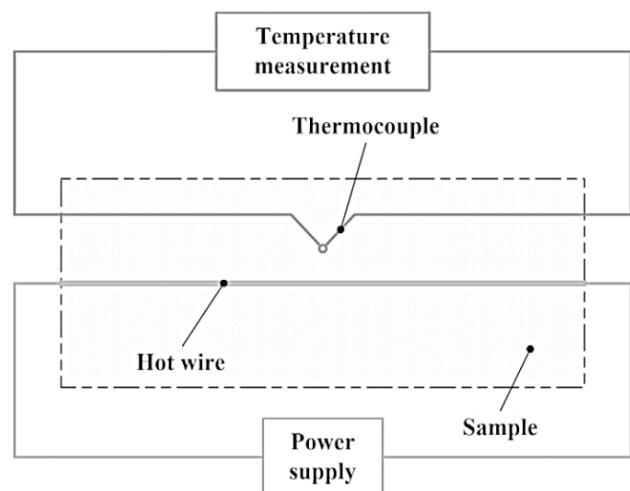 Temperature
measurement
Thermocouple
Hot wire
Sample
Power
supply